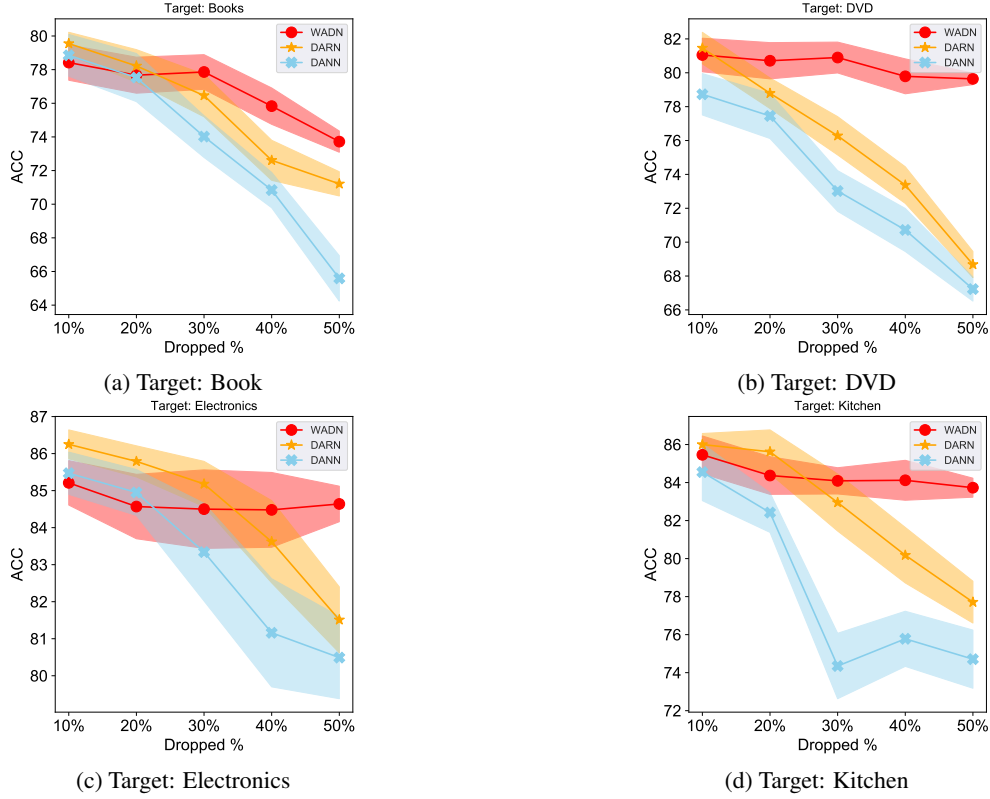 Target: Books
80
78
76
74
72
70
68
66
64
ACC
WADN
DARN
DANN
10% 20% 30% 40% 50%
Dropped %
(a) Target: Book
Target: DVD
82
80
78
76
74
72
70
68
66
ACC
WADN
DARN
DANN
10% 20% 30% 40% 50%
Dropped %
(b) Target: DVD
Target: Electronics
87
86
85
84
83
82
81
80
ACC
WADN
DARN
DANN
10% 20% 30% 40% 50%
Dropped %
(c) Target: Electronics
Target: Kitchen
86
84
82
80
78
76
74
72
ACC
WADN
DARN
DANN
10% 20% 30% 40% 50%
Dropped %
(d) Target: Kitchen